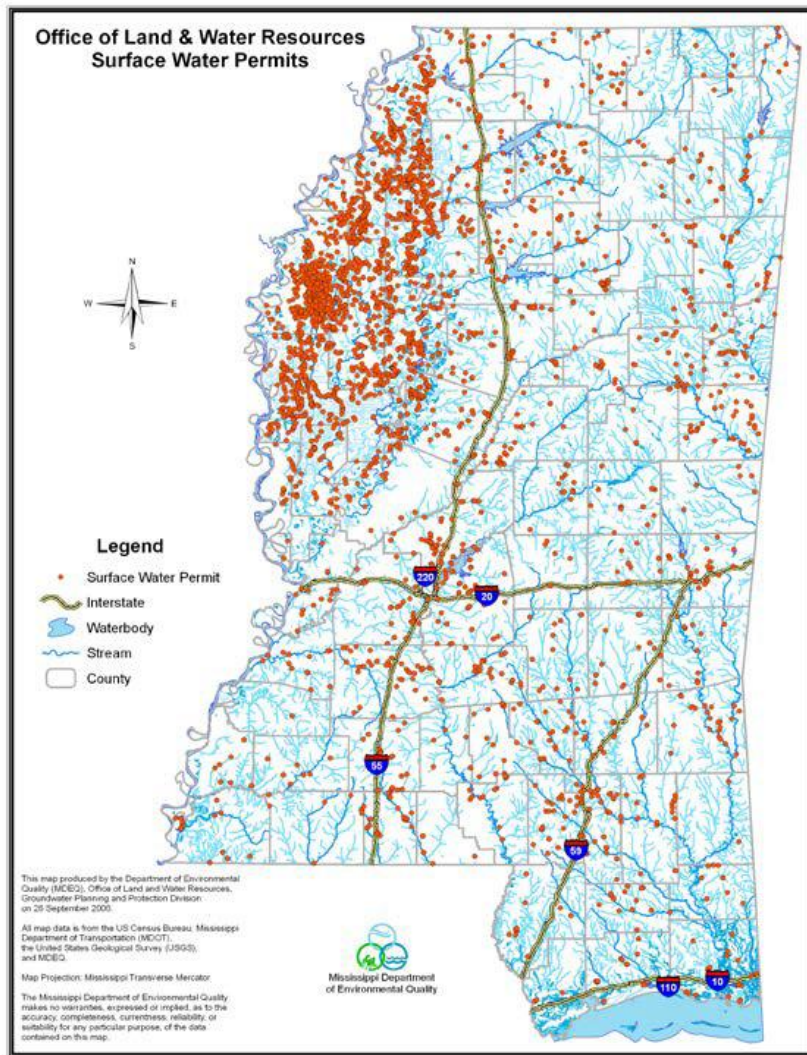 Office of Land & Water Resources
Surface Water Permits
N
W
E
S
Legend
Surface Water Permit
Interstate
Waterbody
Stream
County
220
20
55
59
110
10
This map produced by the Department of Environmental
Quality (MDEQ), Office of Land and Water Resources,
Groundwater Planning and Protection Division
on 26 September 2006.
All map data is from the US Census Bureau, Mississippi
Department of Transportation (MDOT),
the United States Geological Survey (USGS),
and MDEQ.
Map Projection: Mississippi Transverse Mercator
The Mississippi Department of Environmental Quality
makes no warranties, expressed or implied, as to the
accuracy, completeness, currentness, reliability, or
suitability for any particular purpose, of the data
contained on this map.
Mississippi Department
of Environmental Quality